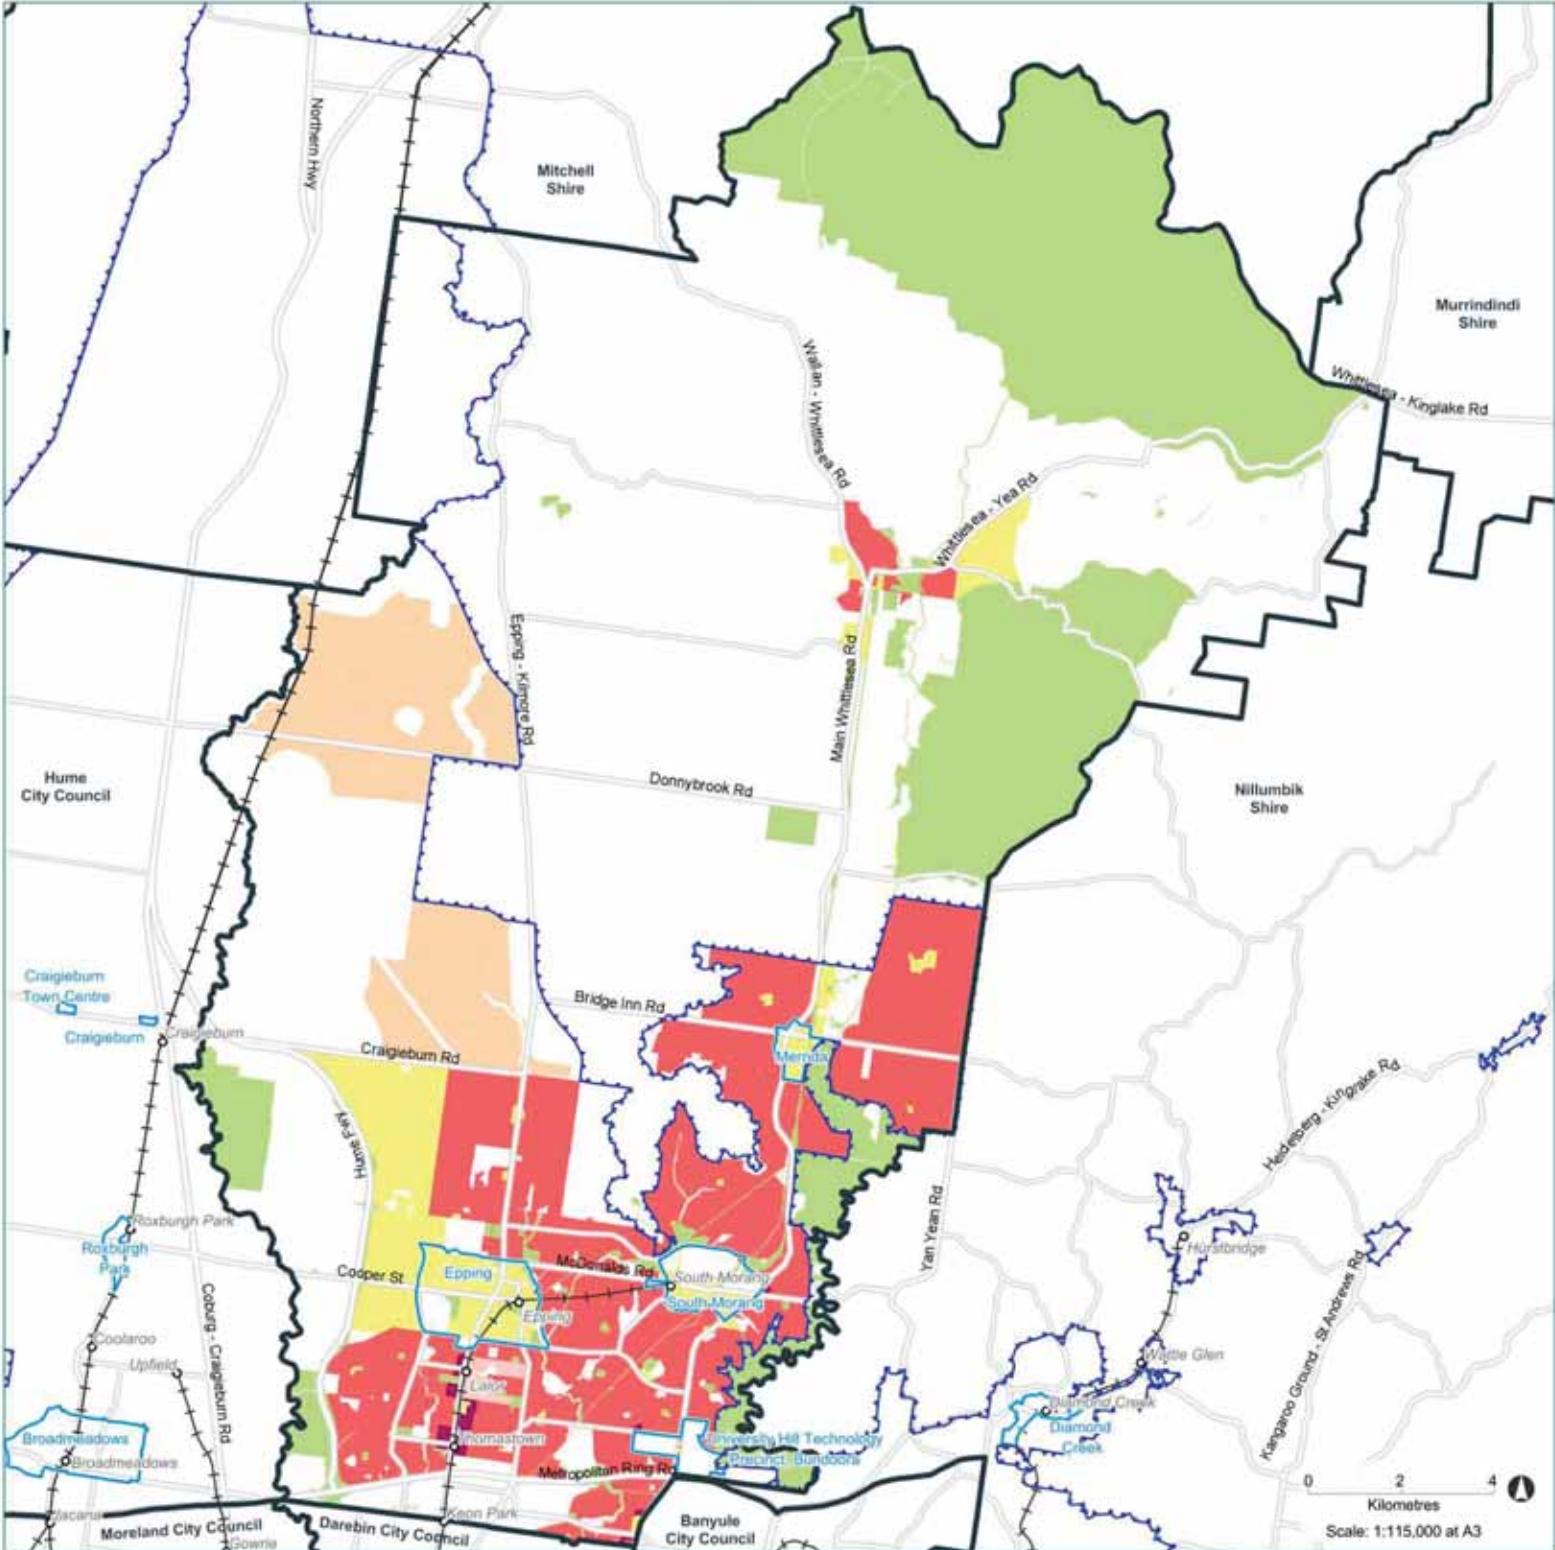 Northern Hwy
Mitchell
Shire
Murrindindi
Shire
Whittlesea - Kinglake Rd
Wallan - Whittlesea Rd
Whittlesea - Yea Rd
Epping - Kilmore Rd
Main Whittlesea Rd
Hume
City Council
Donnybrook Rd
Nillumbik
Shire
Craigieburn
Town Centre
Craigieburn
Craigieburn
Bridge Inn Rd
Craigieburn Rd
Mernda
Hume Fwy
Heidelberg - Kinglake Rd
Yan Yean Rd
Roxburgh Park
Roxburgh
Park
Hurstbridge
Cooper St
Epping
McDonalds Rd
South Morang
South Morang
Epping
Coburg - Craigieburn Rd
Kangaroo Ground - St Andrews Rd
Coolaroo
Upfield
Wattle Glen
Lalor
Diamond Creek
Diamond
Creek
Broadmeadows
Broadmeadows
Thomastown
University Hill Technology
Precinct, Bundoora
Metropolitan Ring Rd
0 2 4
Kilometres
Scale: 1:115,000 at A3
Jacana
Moreland City Council
Gowrie
Darebin City Council
Keon Park
Banyule
City Council